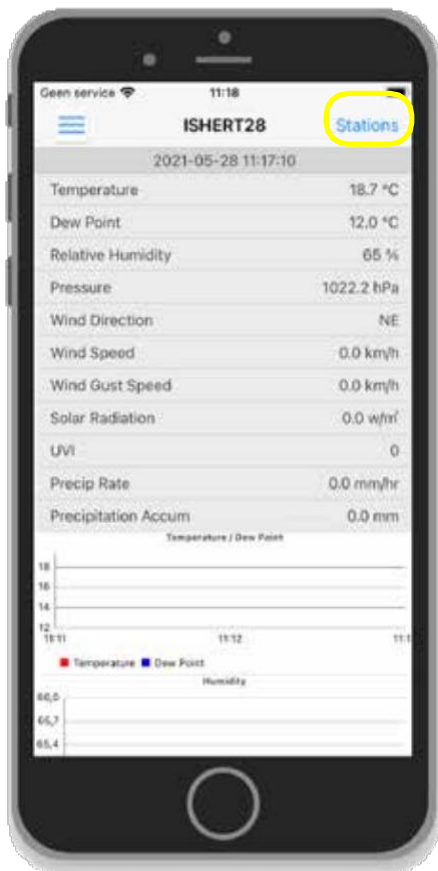 Geen service 11:18
ISHERT28 Stations
2021-05-28 11:17:10
Temperature 18.7 °C
Dew Point 12.0 °C
Relative Humidity 65 %
Pressure 1022.2 hPa
Wind Direction NE
Wind Speed 0.0 km/h
Wind Gust Speed 0.0 km/h
Solar Radiation 0.0 w/m²
UVI 0
Precip Rate 0.0 mm/hr
Precipitation Accum 0.0 mm
Temperature / Dew Point
18
16
14
12
11:11 11:12
Temperature Dew Point
Humidity
66,0
65,7
65,4